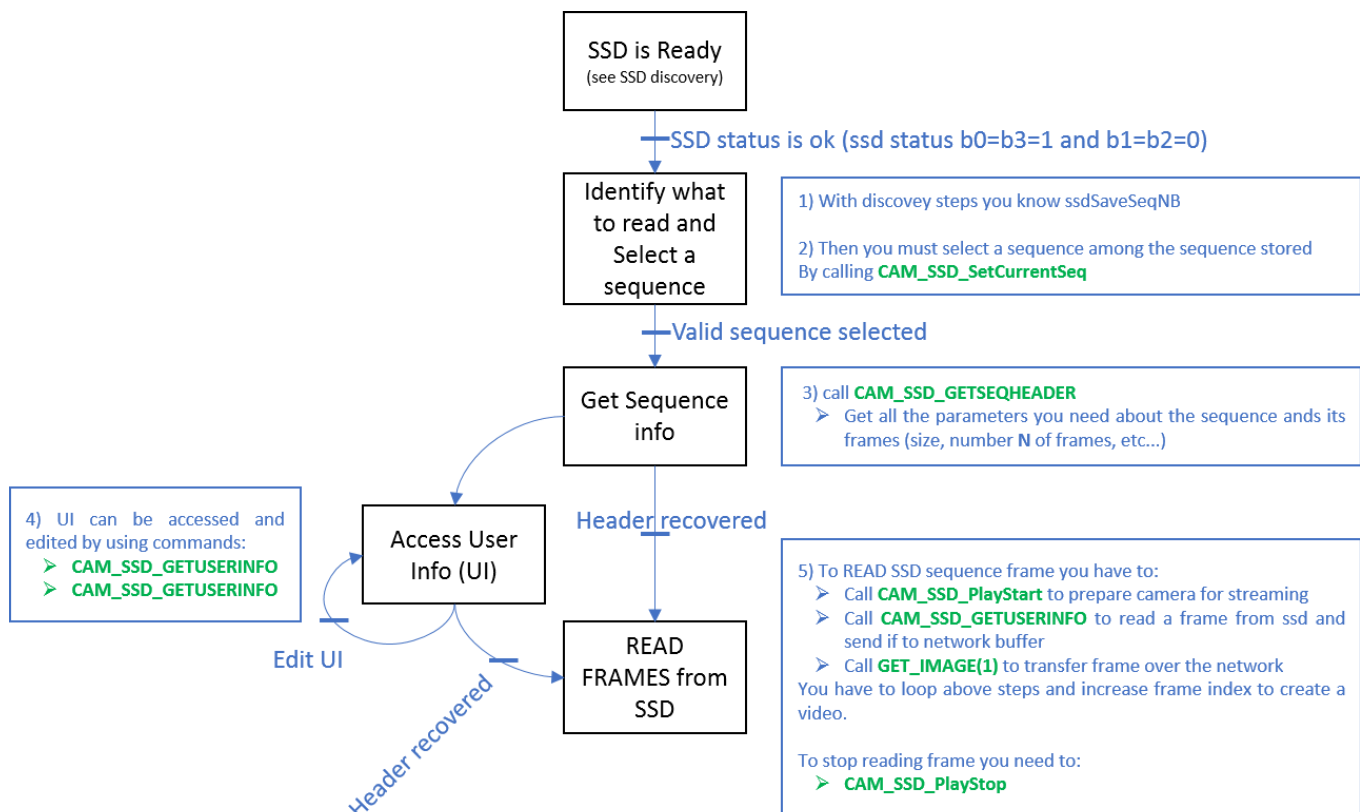 SSD is Ready
(see SSD discovery)
SSD status is ok (ssd status b0=b3=1 and b1=b2=0)
Identify what
to read and
Select a
sequence
1) With discovey steps you know ssdSaveSeqNB
2) Then you must select a sequence among the sequence stored
By calling CAM_SSD_SetCurrentSeq
Valid sequence selected
Get Sequence
info
3) call CAM_SSD_GETSEQHEADER
➢ Get all the parameters you need about the sequence ands its
frames (size, number N of frames, etc...)
4) UI can be accessed and
edited by using commands:
➢ CAM_SSD_GETUSERINFO
➢ CAM_SSD_GETUSERINFO
Access User
Info (UI)
Header recovered
Edit UI
Header recovered
READ
FRAMES from
SSD
5) To READ SSD sequence frame you have to:
➢ Call CAM_SSD_PlayStart to prepare camera for streaming
➢ Call CAM_SSD_GETUSERINFO to read a frame from ssd and
send if to network buffer
➢ Call GET_IMAGE(1) to transfer frame over the network
You have to loop above steps and increase frame index to create a
video.
To stop reading frame you need to:
➢ CAM_SSD_PlayStop